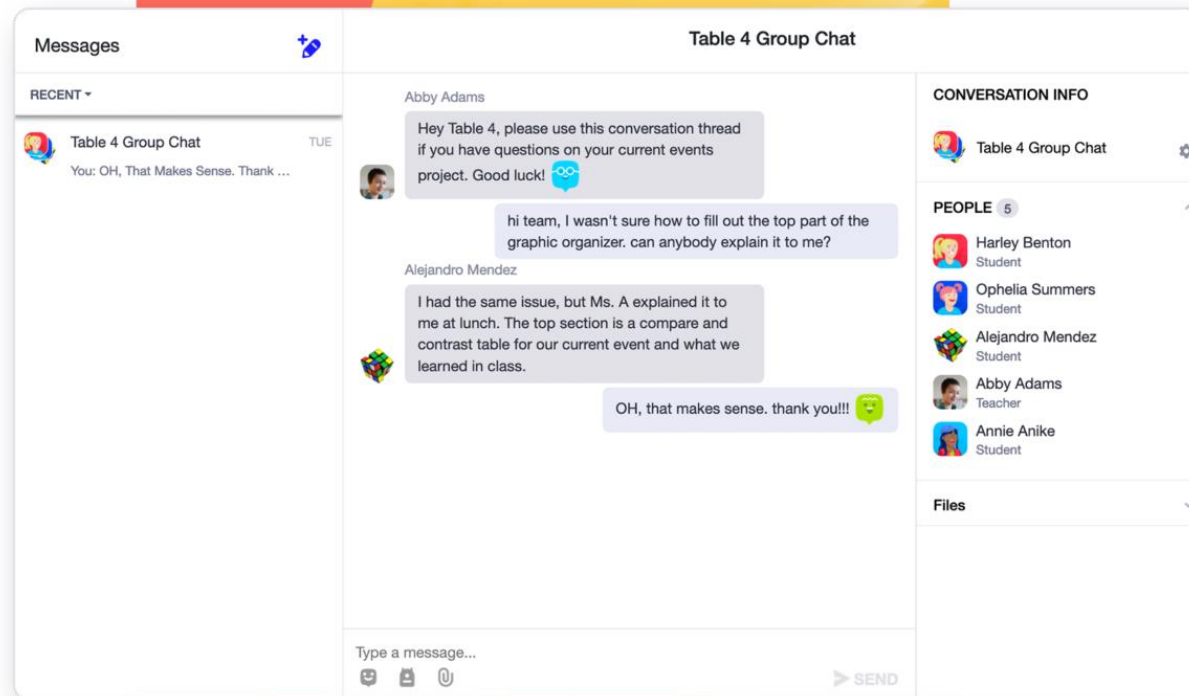 Messages
RECENT
Table 4 Group Chat
TUE
You: OH, That Makes Sense. Thank ...
Table 4 Group Chat
Abby Adams
Hey Table 4, please use this conversation thread
if you have questions on your current events
project. Good luck!
hi team, I wasn't sure how to fill out the top part of the
graphic organizer. can anybody explain it to me?
Alejandro Mendez
I had the same issue, but Ms. A explained it to
me at lunch. The top section is a compare and
contrast table for our current event and what we
learned in class.
OH, that makes sense. thank you!!!
Type a message...
SEND
CONVERSATION INFO
Table 4 Group Chat
PEOPLE 5
Harley Benton
Student
Ophelia Summers
Student
Alejandro Mendez
Student
Abby Adams
Teacher
Annie Anike
Student
Files